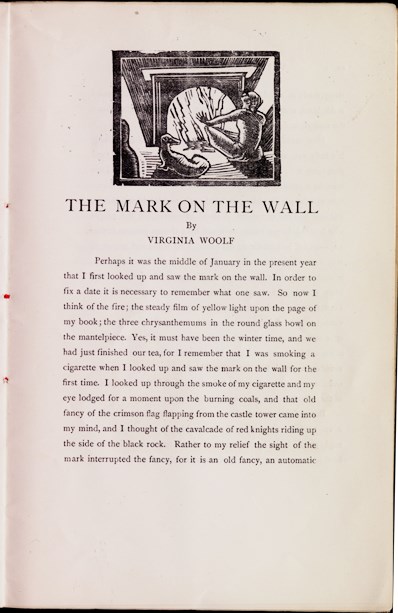 THE MARK ON THE WALL
By
VIRGINIA WOOLF
Perhaps it was the middle of January in the present year
that I first looked up and saw the mark on the wall. In order to
fix a date it is necessary to remember what one saw. So now I
think of the fire; the steady film of yellow light upon the page of
my book; the three chrysanthemums in the round glass bowl on
the mantelpiece. Yes, it must have been the winter time, and we
had just finished our tea, for I remember that I was smoking a
cigarette when I looked up and saw the mark on the wall for the
first time. I looked up through the smoke of my cigarette and my
eye lodged for a moment upon the burning coals, and that old
fancy of the crimson flag flapping from the castle tower came into
my mind, and I thought of the cavalcade of red knights riding up
the side of the black rock. Rather to my relief the sight of the
mark interrupted the fancy, for it is an old fancy, an automatic